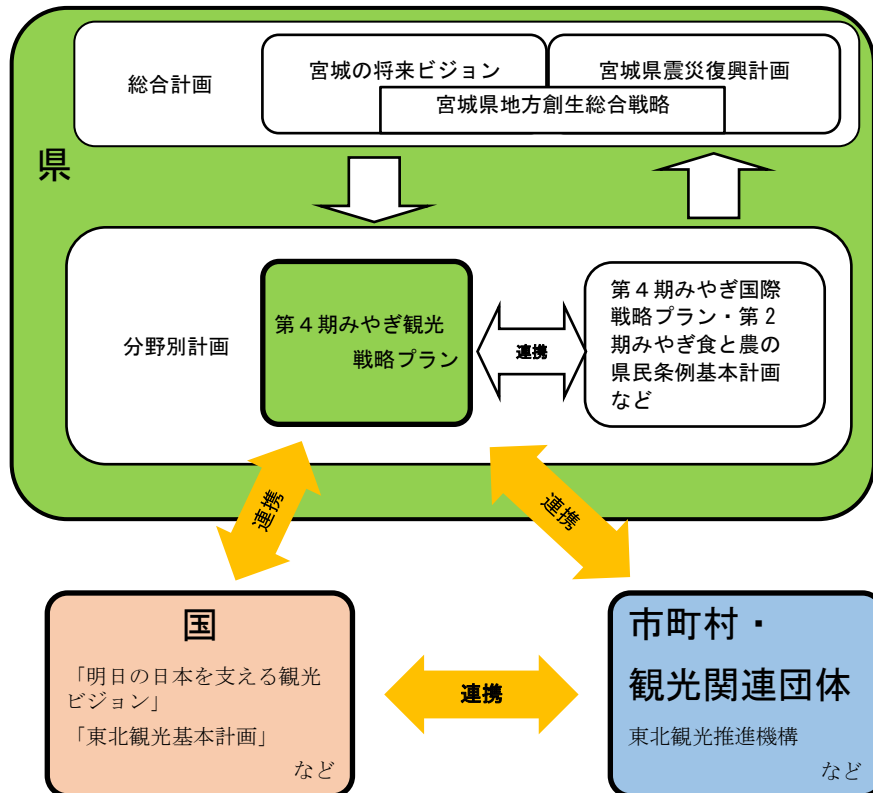 県
総合計画
宮城の将来ビジョン
宮城県震災復興計画
宮城県地方創生総合戦略
分野別計画
第４期みやぎ観光
戦略プラン
連携
第４期みやぎ国際
戦略プラン・第２
期みやぎ食と農の
県民条例基本計画
など
連携
連携
国
「明日の日本を支える観光
ビジョン」
「東北観光基本計画」
など
連携
市町村・
観光関連団体
東北観光推進機構
など